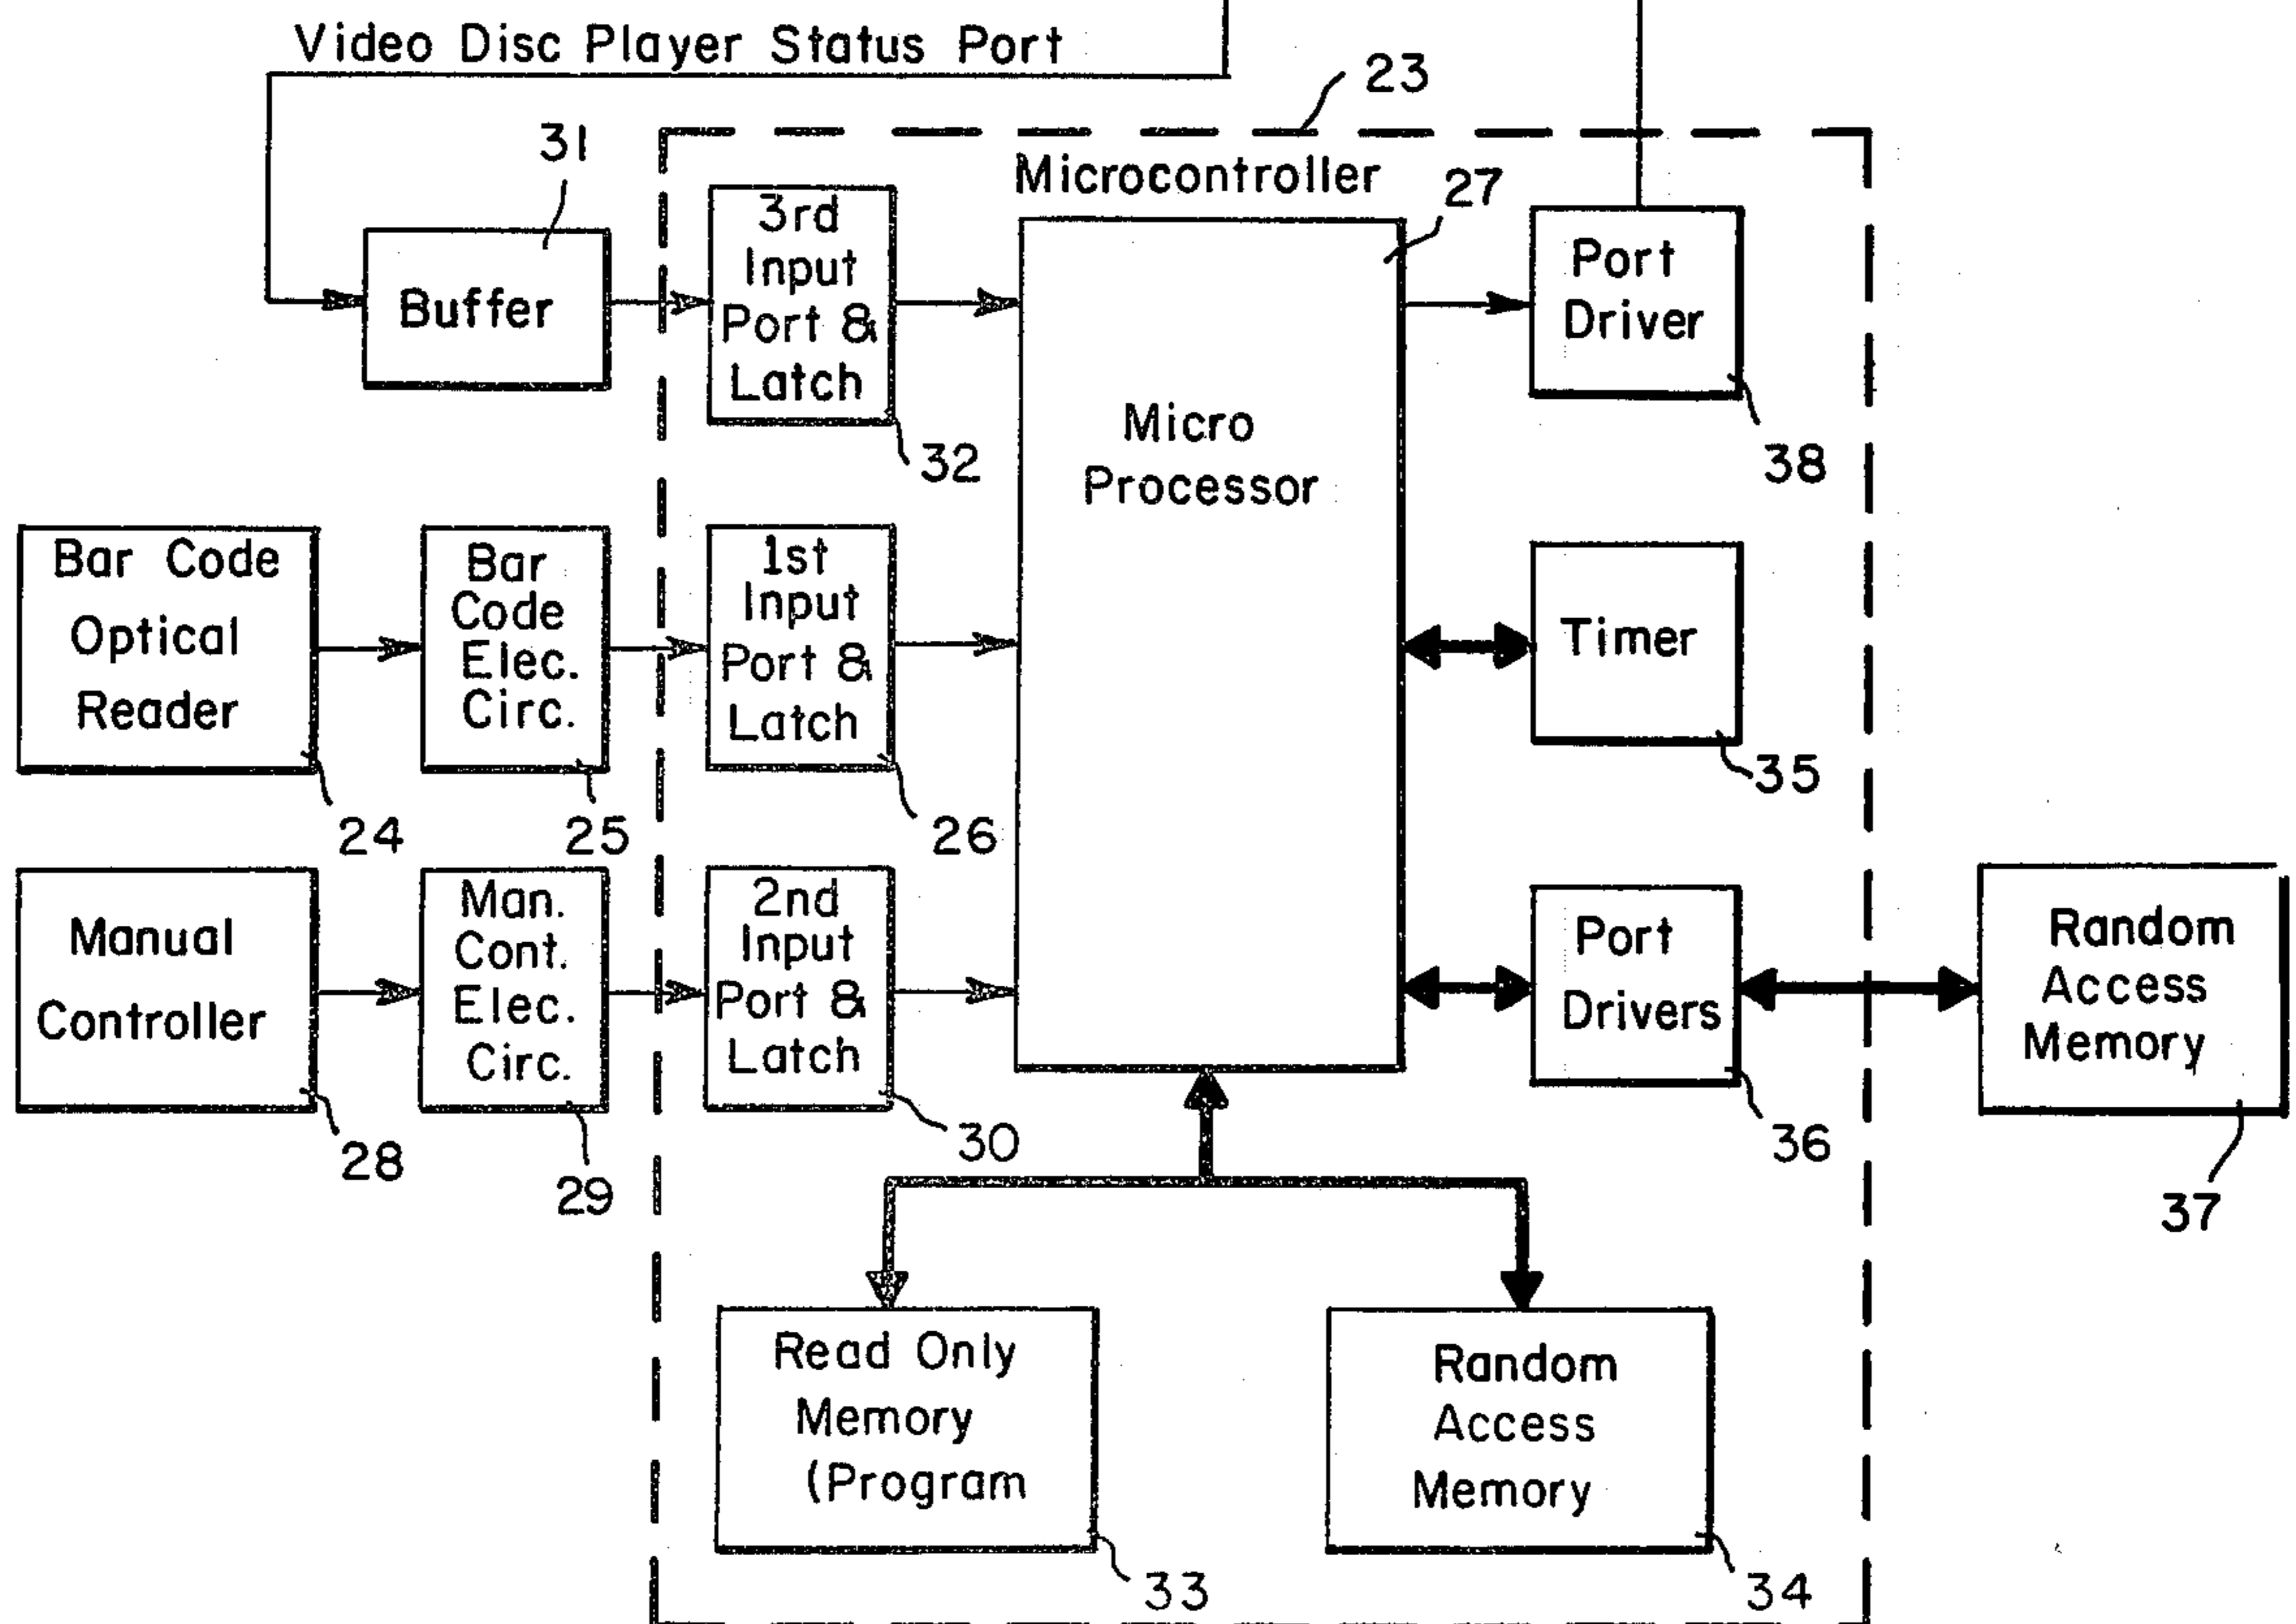 Video Disc Player Status Port
23
31
Microcontroller
27
3rd
Input
Port &
Latch
32
Buffer
Micro
Processor
Port
Driver
38
Bar Code
Optical
Reader
24
Bar
Code
Elec.
Circ.
25
1st
Input
Port &
Latch
26
Timer
35
Manual
Controller
28
Man.
Cont.
Elec.
Circ.
29
2nd
Input
Port &
Latch
30
Port
Drivers
36
Random
Access
Memory
37
Read Only
Memory
(Program
33
Random
Access
Memory
34